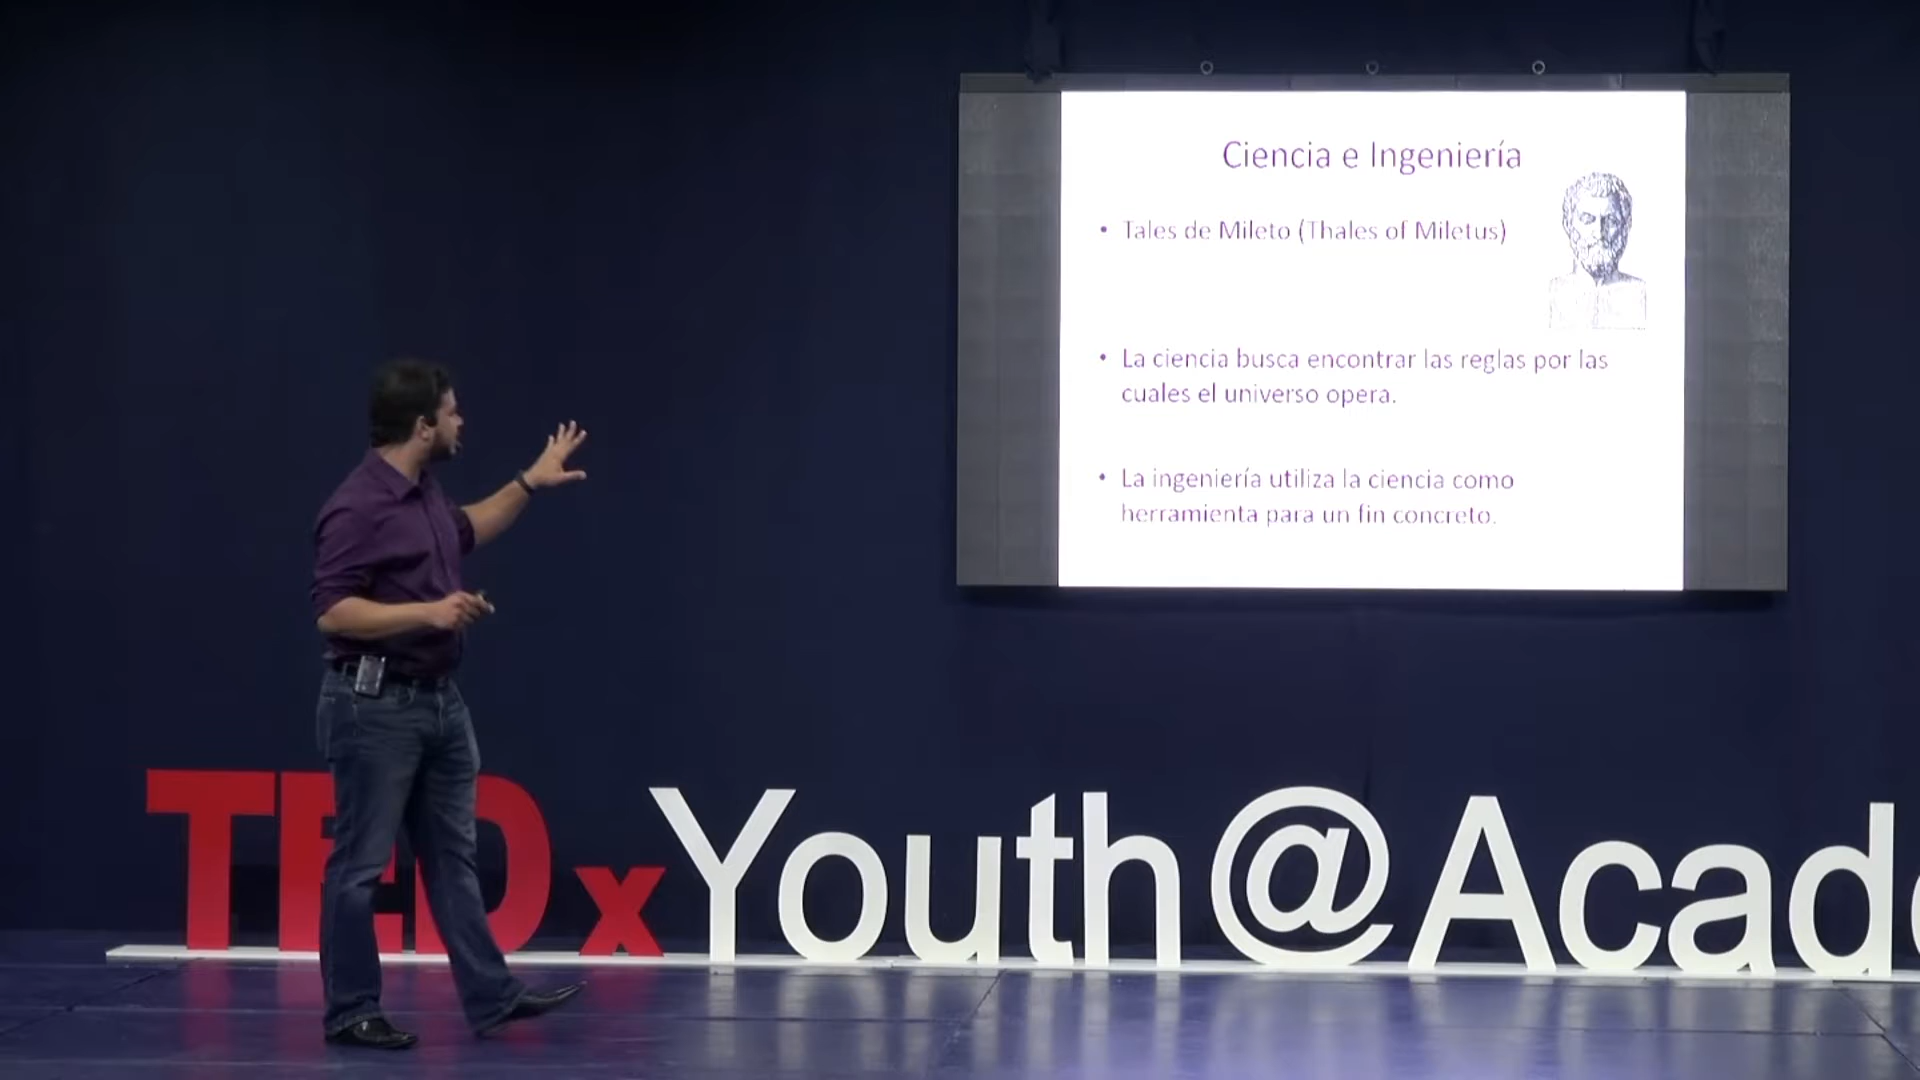 Ciencia e Ingeniería
• Tales de Mileto (Thales of Miletus)
• La ciencia busca encontrar las reglas por las
cuales el universo opera.
• La ingeniería utiliza la ciencia como
herramienta para un fin concreto.
TEDxYouth@Acad